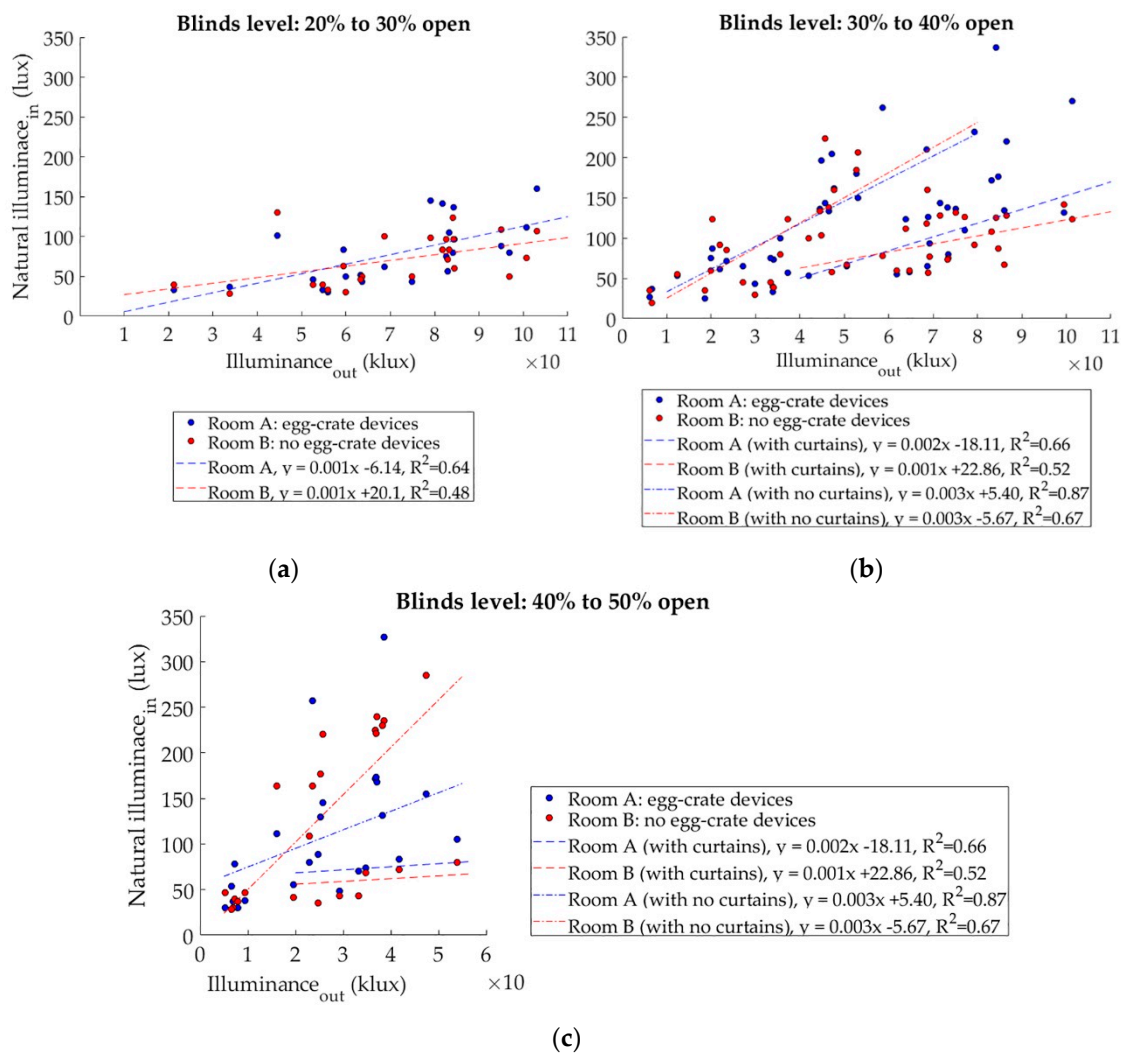 Blinds level: 20% to 30% open
Natural illuminace_in (lux)
350
300
250
200
150
100
50
0
1 2 3 4 5 6 7 8 9 10 11
Illuminance_out (klux)
×10
Room A: egg-crate devices
Room B: no egg-crate devices
Room A, y = 0.001x -6.14, R²=0.64
Room B, y = 0.001x +20.1, R²=0.48
(a)
Blinds level: 30% to 40% open
350
300
250
200
150
100
50
0
0 1 2 3 4 5 6 7 8 9 10 11
Illuminance_out (klux)
×10
Room A: egg-crate devices
Room B: no egg-crate devices
Room A (with curtains), y = 0.002x -18.11, R²=0.66
Room B (with curtains), y = 0.001x +22.86, R²=0.52
Room A (with no curtains), y = 0.003x +5.40, R²=0.87
Room B (with no curtains), y = 0.003x -5.67, R²=0.67
(b)
Blinds level: 40% to 50% open
Natural illuminace_in (lux)
350
300
250
200
150
100
50
0
0 1 2 3 4 5 6
Illuminance_out (klux)
×10
Room A: egg-crate devices
Room B: no egg-crate devices
Room A (with curtains), y = 0.002x -18.11, R²=0.66
Room B (with curtains), y = 0.001x +22.86, R²=0.52
Room A (with no curtains), y = 0.003x +5.40, R²=0.87
Room B (with no curtains), y = 0.003x -5.67, R²=0.67
(c)